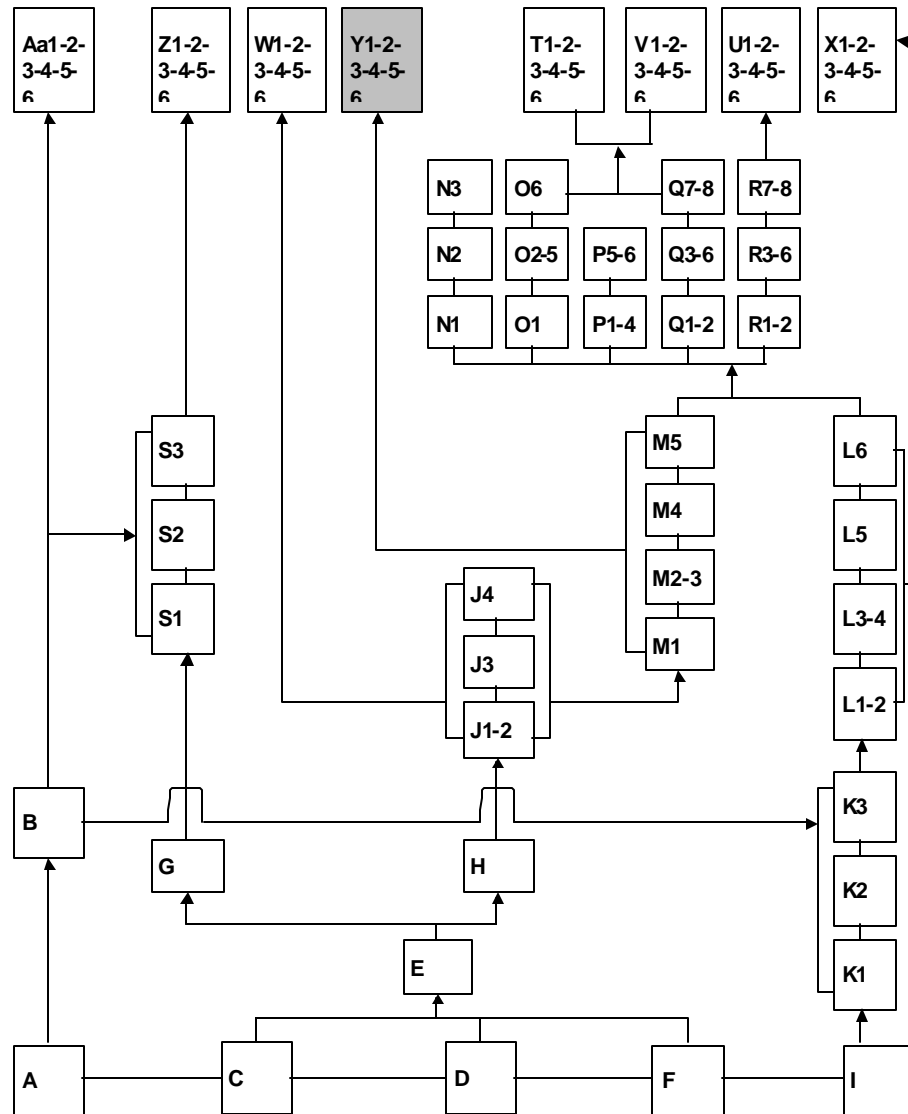 Aa1-2-
3-4-5-
6
Z1-2-
3-4-5-
6
W1-2-
3-4-5-
6
Y1-2-
3-4-5-
6
T1-2-
3-4-5-
6
V1-2-
3-4-5-
6
U1-2-
3-4-5-
6
X1-2-
3-4-5-
6
N3
O6
Q7-8
R7-8
N2
O2-5
P5-6
Q3-6
R3-6
N1
O1
P1-4
Q1-2
R1-2
S3
M5
L6
S2
M4
L5
J4
M2-3
S1
M1
L3-4
J3
J1-2
L1-2
B
K3
G
H
K2
E
K1
A
C
D
F
I